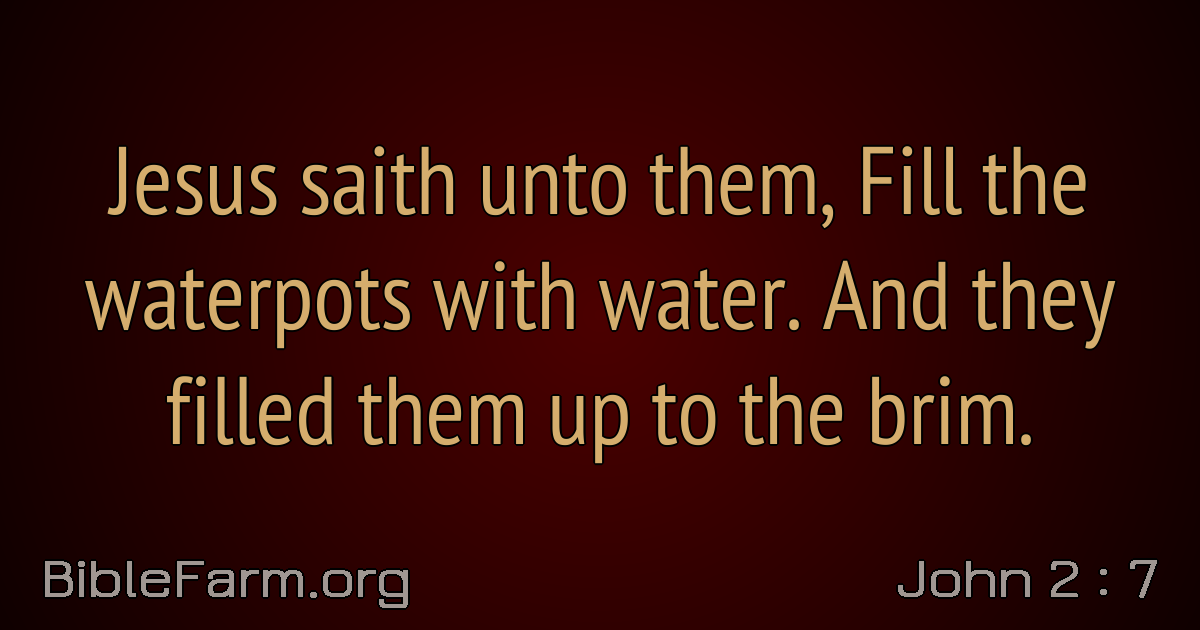 Jesus saith unto them, Fill the
waterpots with water. And they
filled them up to the brim.
BibleFarm.org
John 2 : 7